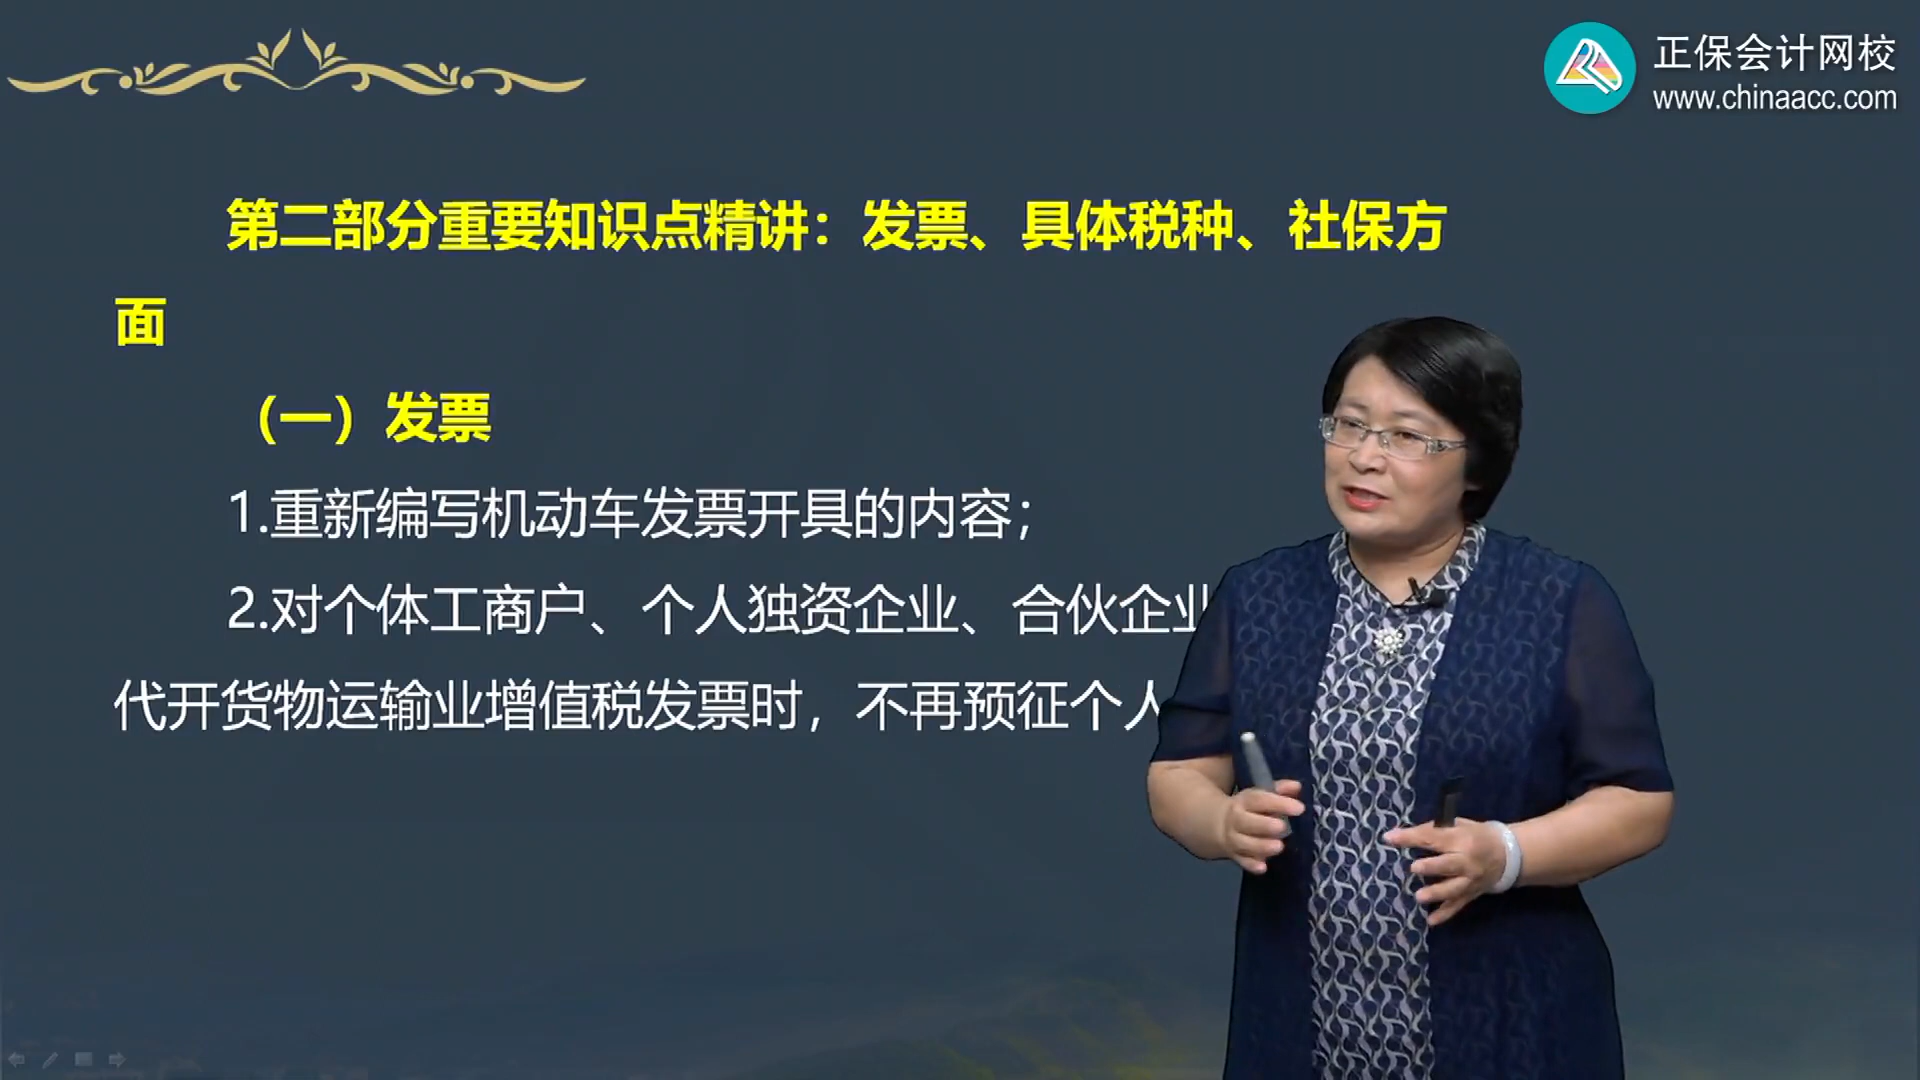 正保会计网校
www.chinaacc.com
第二部分重要知识点精讲：发票、具体税种、社保方
面
（一）发票
1.重新编写机动车发票开具的内容；
2.对个体工商户、个人独资企业、合伙企业
代开货物运输业增值税发票时，不再预征个人